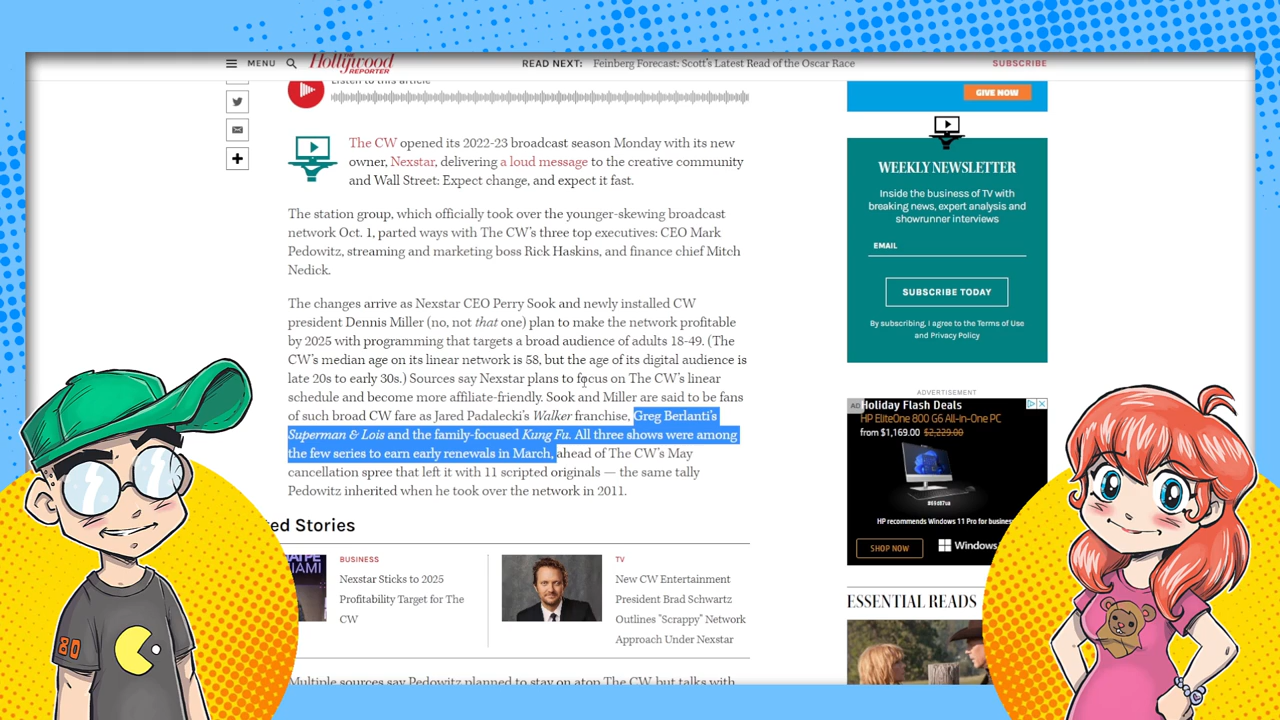 MENU
THE
Hollywood
REPORTER
READ NEXT: Feinberg Forecast: Scott's Latest Read of the Oscar Race
SUBSCRIBE
Listen to this article
The CW opened its 2022-23 broadcast season Monday with its new
owner, Nexstar, delivering a loud message to the creative community
and Wall Street: Expect change, and expect it fast.
The station group, which officially took over the younger-skewing broadcast
network Oct. 1, parted ways with The CW's three top executives: CEO Mark
Pedowitz, streaming and marketing boss Rick Haskins, and finance chief Mitch
Nedick.
The changes arrive as Nexstar CEO Perry Sook and newly installed CW
president Dennis Miller (no, not that one) plan to make the network profitable
by 2025 with programming that targets a broad audience of adults 18-49. (The
CW's median age on its linear network is 58, but the age of its digital audience is
late 20s to early 30s.) Sources say Nexstar plans to focus on The CW's linear
schedule and become more affiliate-friendly. Sook and Miller are said to be fans
of such broad CW fare as Jared Padalecki's Walker franchise, Greg Berlanti's
Superman & Lois and the family-focused Kung Fu. All three shows were among
the few series to earn early renewals in March, ahead of The CW's May
cancellation spree that left it with 11 scripted originals — the same tally
Pedowitz inherited when he took over the network in 2011.
ed Stories
MIAMI
BUSINESS
Nexstar Sticks to 2025
Profitability Target for The
CW
TV
New CW Entertainment
President Brad Schwartz
Outlines "Scrappy" Network
Approach Under Nexstar
Multiple sources say Pedowitz planned to stay on atop The CW, but talks with
GIVE NOW
WEEKLY NEWSLETTER
Inside the business of TV with
breaking news, expert analysis and
showrunner interviews
EMAIL
SUBSCRIBE TODAY
By subscribing, I agree to the Terms of Use
and Privacy Policy
ADVERTISEMENT
AD
Holiday Flash Deals
HP EliteOne 800 G6 All-in-One PC
from $1,169.00 $2,229.00
#68d87ua
HP recommends Windows 11 Pro for busines
SHOP NOW
Windows
ESSENTIAL READS
80